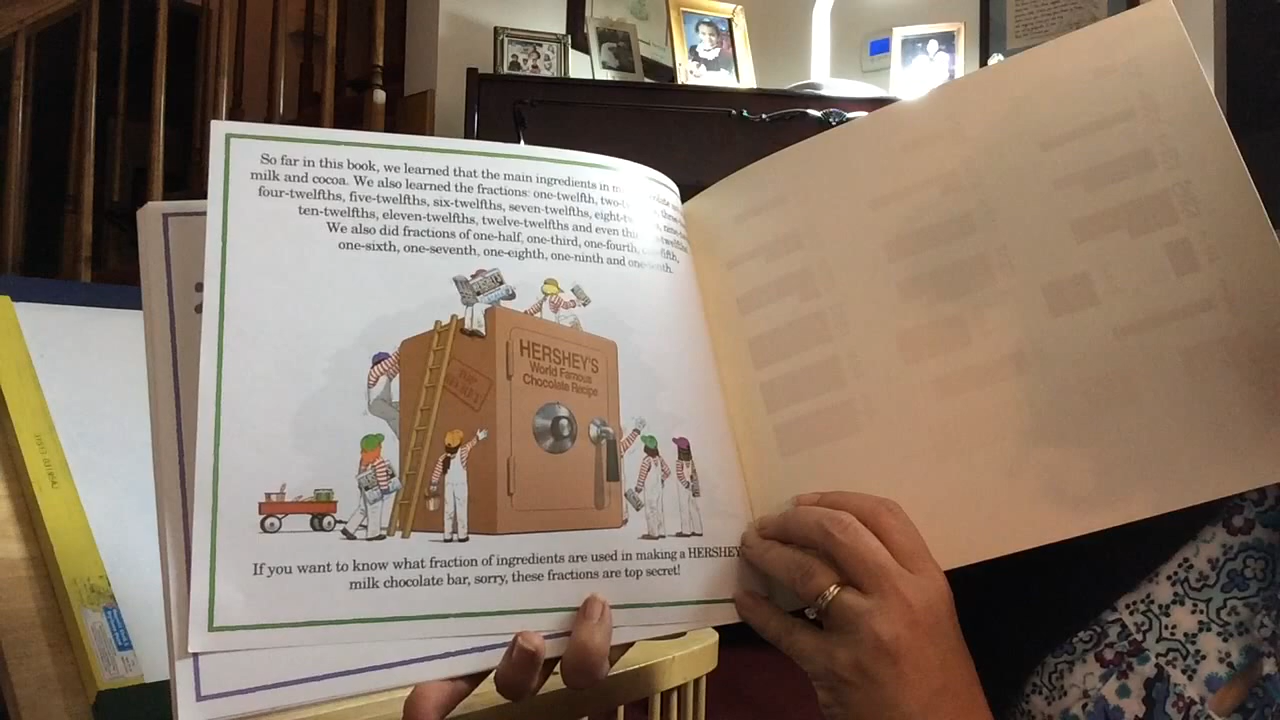 So far in this book, we learned that the main ingredients in
milk and cocoa. We also learned the fractions: one-twelfth,
four-twelfths, five-twelfths, six-twelfths, seven-twelfths,
ten-twelfths, eleven-twelfths, twelve-twelfths and even
We also did fractions of one-half, one-third, one-fourth,
one-sixth, one-seventh, one-eighth, one-ninth and
HERSHEY'S
World Famous
Chocolate Recipe
TOP
SECRET
If you want to know what fraction of ingredients are used in making a HERSHEY
milk chocolate bar, sorry, these fractions are top secret!